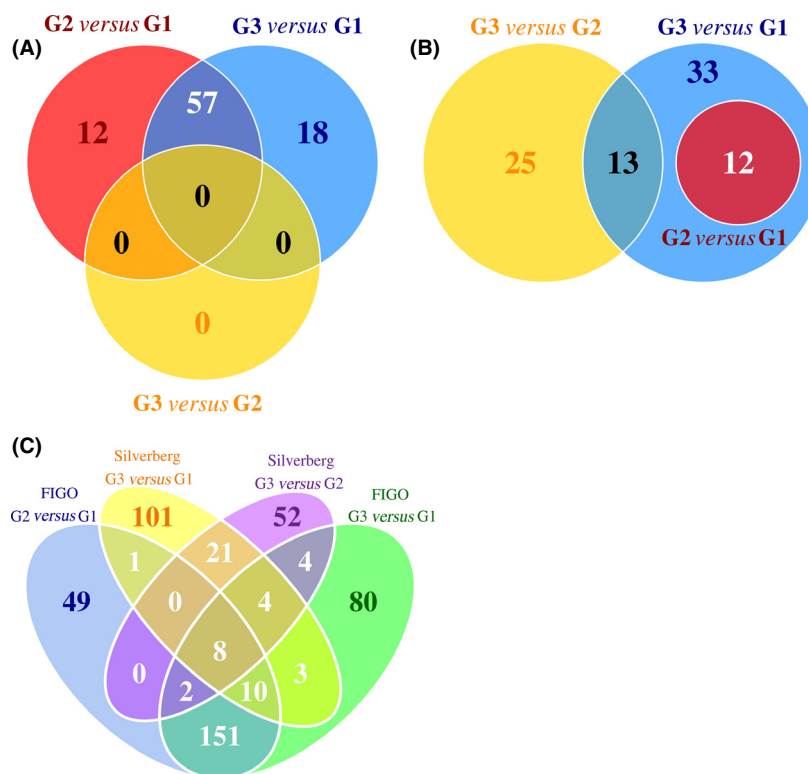 (A)
G2 versus G1
G3 versus G1
12
57
18
0
0
0
0
G3 versus G2
(B)
G3 versus G2
G3 versus G1
33
25
13
12
G2 versus G1
(C)
Silverberg
G3 versus G1
Silverberg
G3 versus G2
FIGO
G2 versus G1
FIGO
G3 versus G1
101
52
1
21
4
49
0
4
80
8
0
2
10
3
151